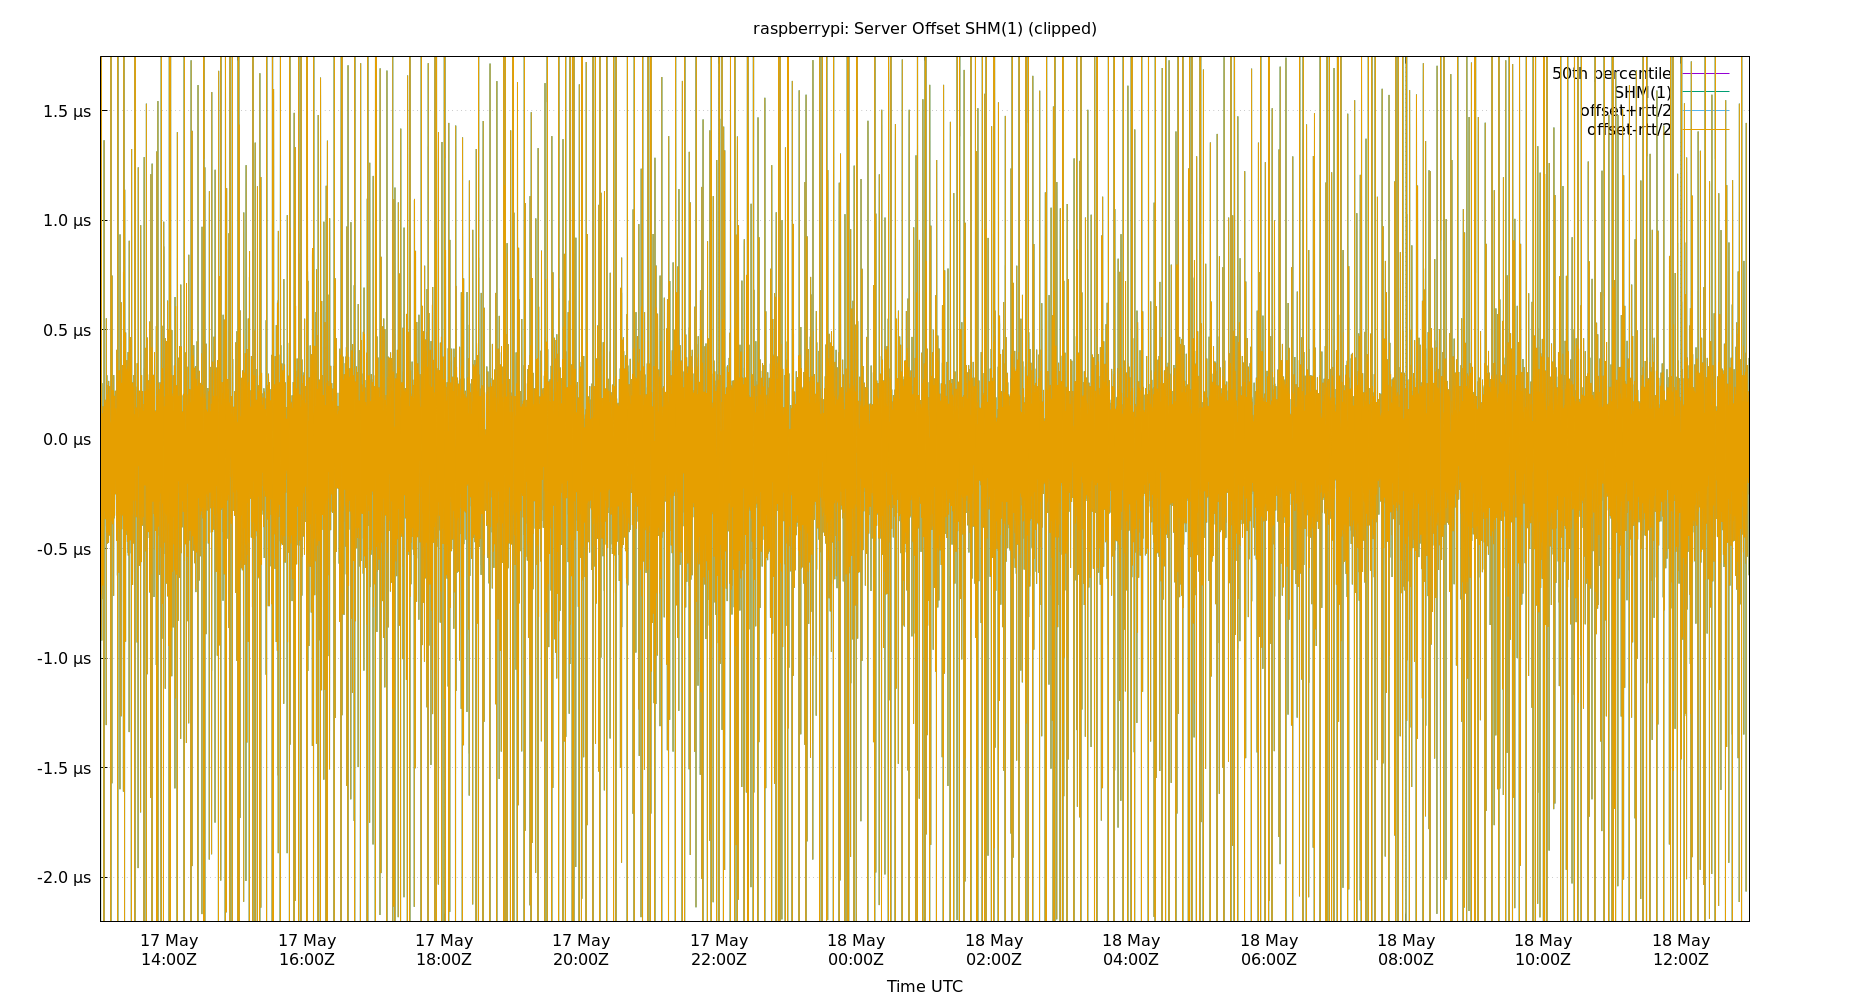 raspberrypi: Server Offset SHM(1) (clipped)
50th percentile
SHM(1)
offset+rtt/2
offset-rtt/2
1.5 μs
1.0 μs
0.5 μs
0.0 μs
-0.5 μs
-1.0 μs
-1.5 μs
-2.0 μs
17 May 17 May 17 May 17 May 17 May 18 May 18 May 18 May 18 May 18 May 18 May 18 May
14:00Z 16:00Z 18:00Z 20:00Z 22:00Z 00:00Z 02:00Z 04:00Z 06:00Z 08:00Z 10:00Z 12:00Z
Time UTC